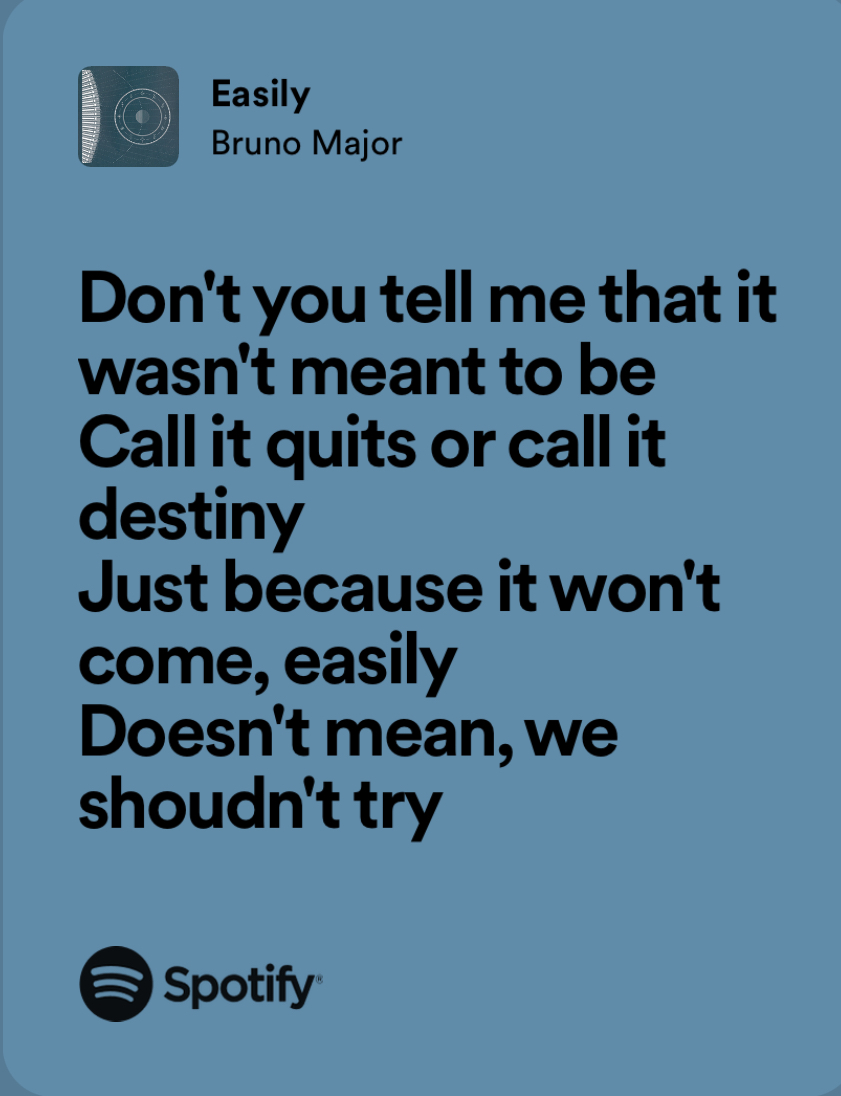 Easily
Bruno Major
Don't you tell me that it
wasn't meant to be
Call it quits or call it
destiny
Just because it won't
come, easily
Doesn't mean, we
shoudn't try
Spotify®